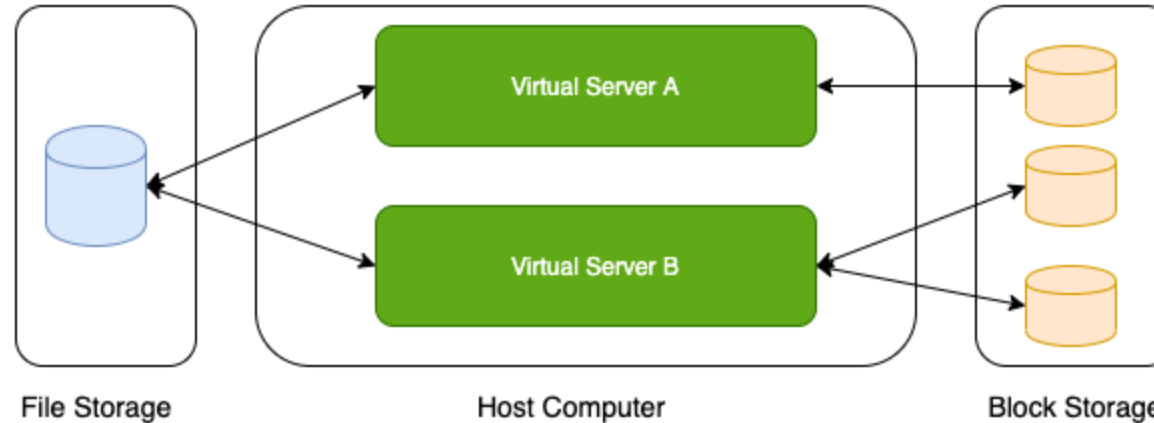 Virtual Server A
Virtual Server B
File Storage
Host Computer
Block Storage